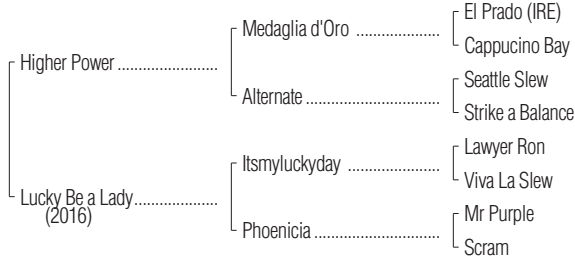 El Prado (IRE)
Medaglia d'Oro ..................
Cappucino Bay
Higher Power .......................
Seattle Slew
Alternate ..............................
Strike a Balance
Lawyer Ron
Itsmyluckyday ....................
Viva La Slew
Lucky Be a Lady...................
(2016)
Mr Purple
Phoenicia ............................
Scram